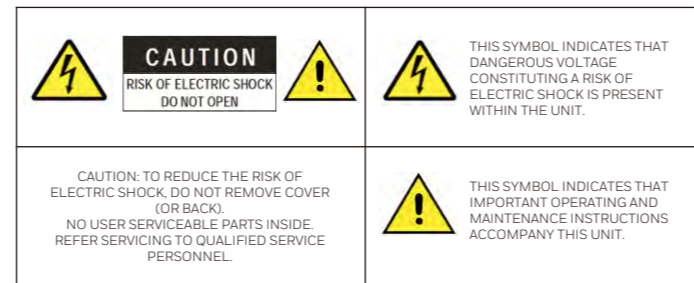 CAUTION
RISK OF ELECTRIC SHOCK
DO NOT OPEN
THIS SYMBOL INDICATES THAT
DANGEROUS VOLTAGE
CONSTITUTING A RISK OF
ELECTRIC SHOCK IS PRESENT
WITHIN THE UNIT.
CAUTION: TO REDUCE THE RISK OF
ELECTRIC SHOCK, DO NOT REMOVE COVER
(OR BACK).
NO USER SERVICEABLE PARTS INSIDE.
REFER SERVICING TO QUALIFIED SERVICE
PERSONNEL.
THIS SYMBOL INDICATES THAT
IMPORTANT OPERATING AND
MAINTENANCE INSTRUCTIONS
ACCOMPANY THIS UNIT.